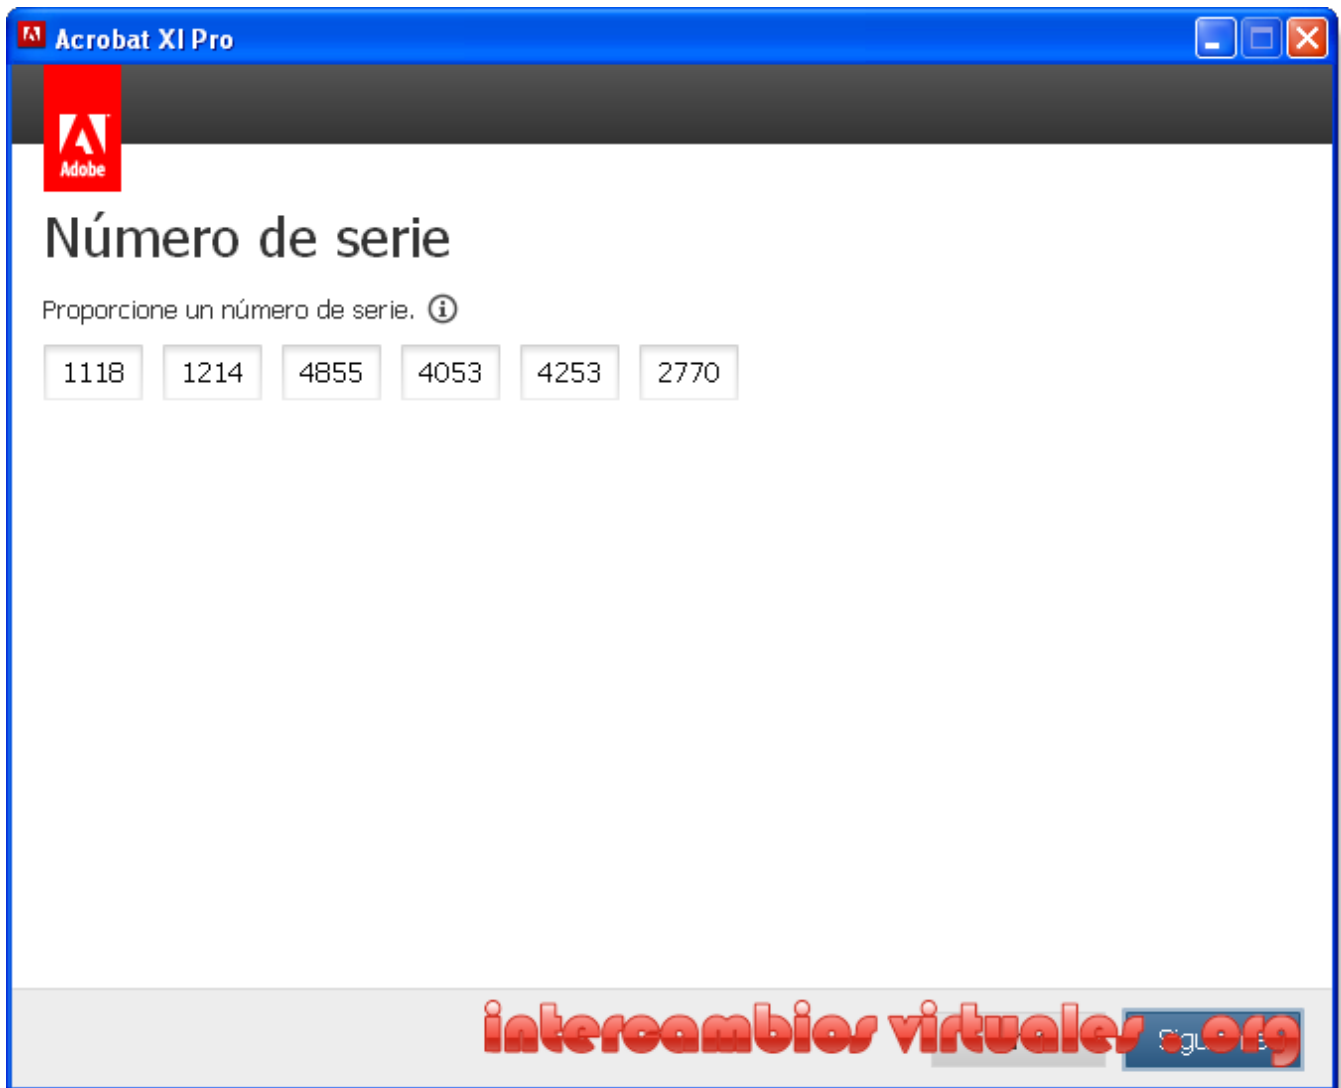 Acrobat XI Pro
Adobe
Número de serie
Proporcione un número de serie.
1118 1214 4855 4053 4253 2770
intercambios virtuales . org